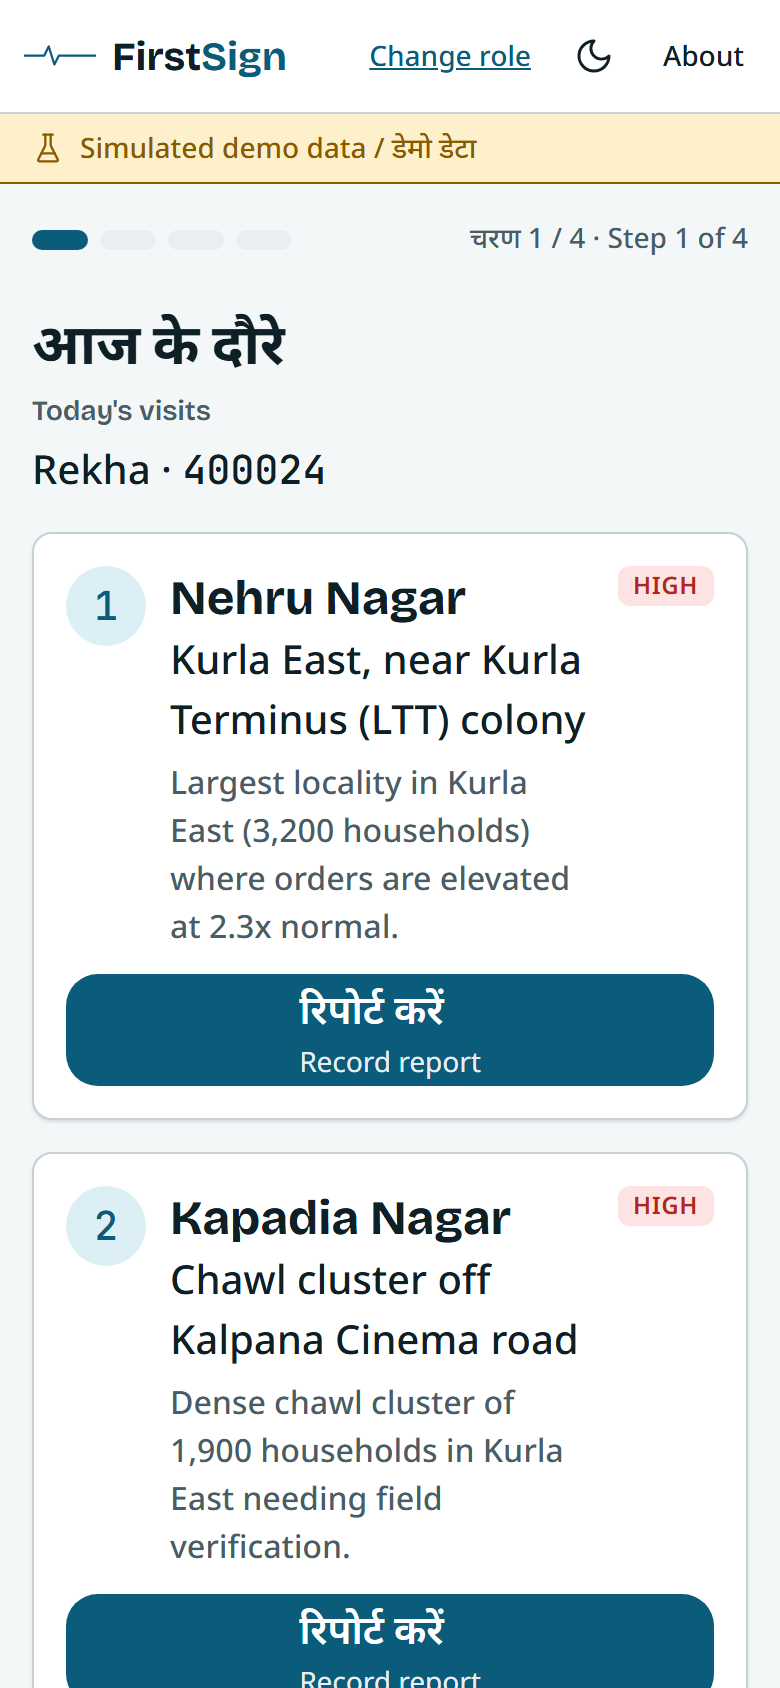 FirstSign Change role About
Simulated demo data / डेमो डेटा
चरण 1 / 4 · Step 1 of 4
आज के दौरे
Today's visits
Rekha · 400024
1 Nehru Nagar HIGH
Kurla East, near Kurla
Terminus (LTT) colony
Largest locality in Kurla
East (3,200 households)
where orders are elevated
at 2.3x normal.
रिपोर्ट करें
Record report
2 Kapadia Nagar HIGH
Chawl cluster off
Kalpana Cinema road
Dense chawl cluster of
1,900 households in Kurla
East needing field
verification.
रिपोर्ट करें
Record report